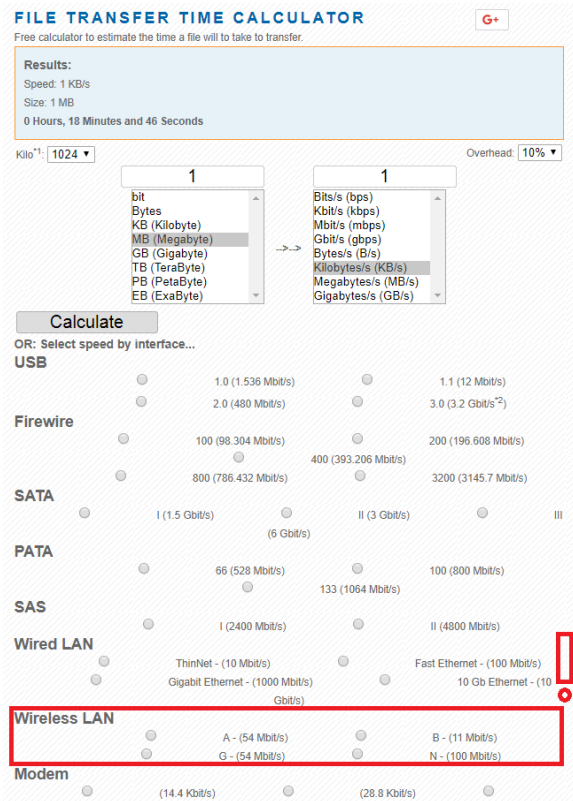 FILE TRANSFER TIME CALCULATOR
G+
Free calculator to estimate the time a file will to take to transfer.
Results:
Speed: 1 KB/s
Size: 1 MB
0 Hours, 18 Minutes and 46 Seconds
Kilo*1: 1024
Overhead: 10%
1 1
bit Bits/s (bps)
Bytes Kbit/s (kbps)
KB (Kilobyte) Mbit/s (mbps)
MB (Megabyte) Gbit/s (gbps)
GB (Gigabyte) Bytes/s (B/s)
TB (TeraByte) Kilobytes/s (KB/s)
PB (PetaByte) Megabytes/s (MB/s)
EB (ExaByte) Gigabytes/s (GB/s)
-->-->
Calculate
OR: Select speed by interface...
USB
1.0 (1.536 Mbit/s) 1.1 (12 Mbit/s)
2.0 (480 Mbit/s) 3.0 (3.2 Gbit/s*2)
Firewire
100 (98.304 Mbit/s) 200 (196.608 Mbit/s)
400 (393.206 Mbit/s)
800 (786.432 Mbit/s) 3200 (3145.7 Mbit/s)
SATA
I (1.5 Gbit/s) II (3 Gbit/s) III
(6 Gbit/s)
PATA
66 (528 Mbit/s) 100 (800 Mbit/s)
133 (1064 Mbit/s)
SAS
I (2400 Mbit/s) II (4800 Mbit/s)
Wired LAN
ThinNet - (10 Mbit/s) Fast Ethernet - (100 Mbit/s)
Gigabit Ethernet - (1000 Mbit/s) 10 Gb Ethernet - (10
Gbit/s)
Wireless LAN
A - (54 Mbit/s) B - (11 Mbit/s)
G - (54 Mbit/s) N - (100 Mbit/s)
Modem
(14.4 Kbit/s) (28.8 Kbit/s)